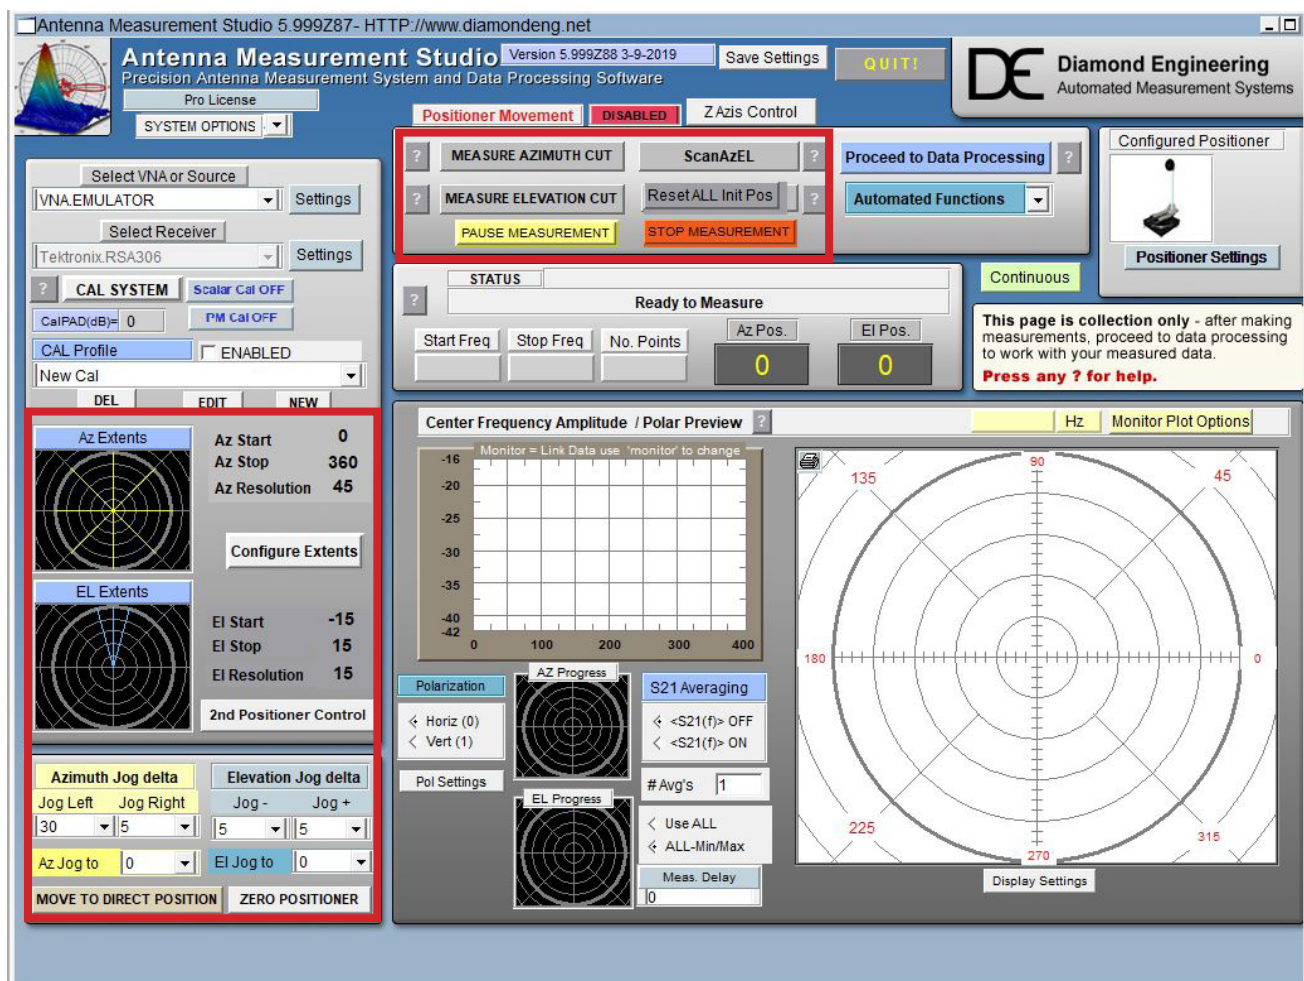 Antenna Measurement Studio 5.999Z87- HTTP://www.diamondeng.net
Antenna Measurement Studio
Version 5.999Z88 3-9-2019
Save Settings
QUIT!
Precision Antenna Measurement System and Data Processing Software
DE
Diamond Engineering
Automated Measurement Systems
Pro License
SYSTEM OPTIONS
Positioner Movement
DISABLED
Z Azis Control
Select VNA or Source
VNA.EMULATOR
Settings
Select Receiver
Tektronix.RSA306
Settings
? CAL SYSTEM
Scalar Cal OFF
CalPAD(dB)= 0
PM Cal OFF
CAL Profile
ENABLED
New Cal
DEL EDIT NEW
? MEASURE AZIMUTH CUT
ScanAzEL ?
? MEASURE ELEVATION CUT
Reset ALL Init Pos ?
PAUSE MEASUREMENT
STOP MEASUREMENT
Proceed to Data Processing ?
Automated Functions
Configured Positioner
Positioner Settings
STATUS
?
Ready to Measure
Start Freq Stop Freq No. Points
Az Pos. El Pos.
0 0
Continuous
This page is collection only - after making
measurements, proceed to data processing
to work with your measured data.
Press any ? for help.
Az Extents
Az Start 0
Az Stop 360
Az Resolution 45
Configure Extents
EL Extents
El Start -15
El Stop 15
El Resolution 15
2nd Positioner Control
Azimuth Jog delta
Elevation Jog delta
Jog Left Jog Right
Jog - Jog +
30 5 5 5
Az Jog to 0
El Jog to 0
MOVE TO DIRECT POSITION
ZERO POSITIONER
Center Frequency Amplitude / Polar Preview ?
Hz
Monitor Plot Options
Monitor = Link Data use 'monitor' to change
-16
-20
-25
-30
-35
-40
-42
0 100 200 300 400
Polarization
Horiz (0)
Vert (1)
Pol Settings
AZ Progress
EL Progress
S21 Averaging
<S21(f)> OFF
<S21(f)> ON
# Avg's 1
Use ALL
ALL-Min/Max
Meas. Delay
0
90
135 45
180 0
225 315
270
Display Settings